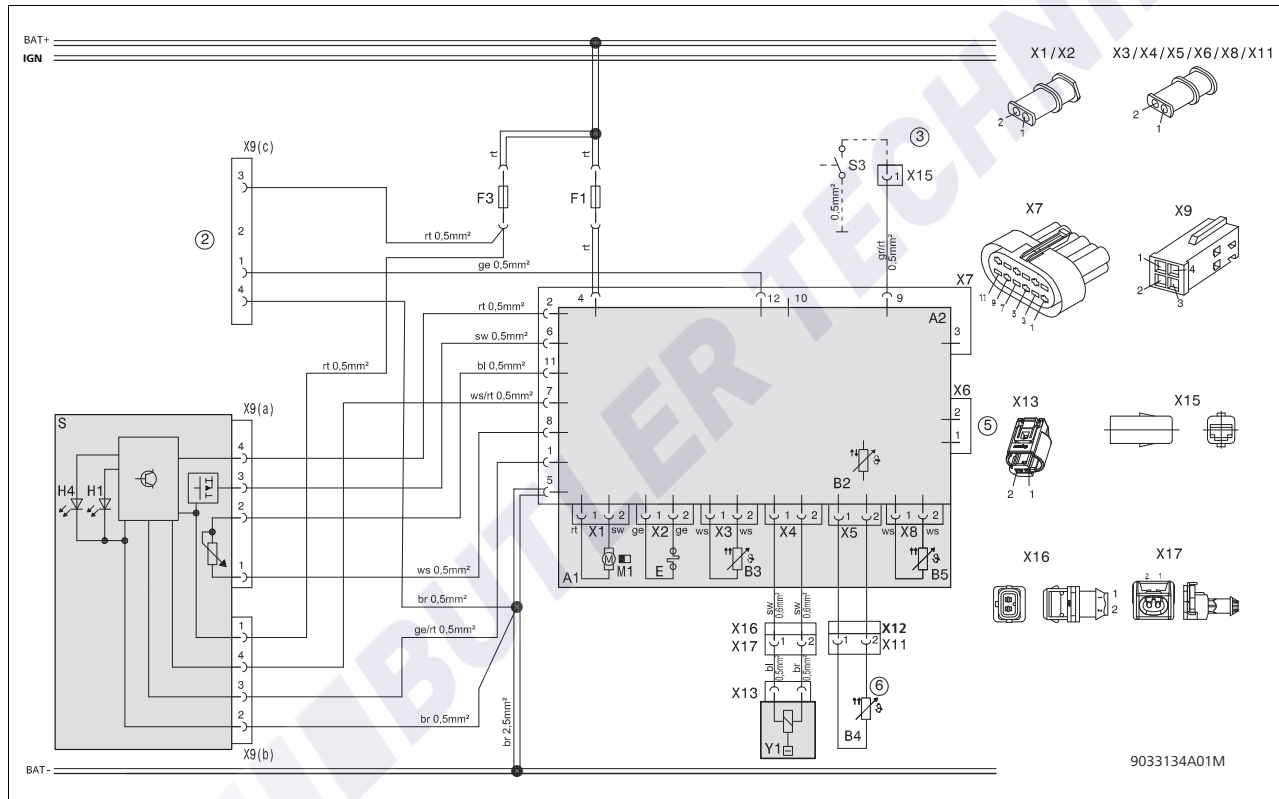 BUTLER TECHNIK
BAT+
IGN
X1/X2
X3/X4/X5/X6/X8/X11
2
1
2
1
X9(c)
3
2
1
4
2
rt
rt
F3
F1
rt
S3
0.5mm²
3
1
X15
gr/rt
0.5mm²
rt 0,5mm²
ge 0,5mm²
X7
11
9
7
5
3
1
X9
1
4
2
3
4
12
10
9
X7
A2
3
2
6
11
7
8
1
5
rt 0,5mm²
sw 0,5mm²
bl 0,5mm²
ws/rt 0,5mm²
rt 0,5mm²
X6
2
1
5
X13
2 1
X15
B2
S
X9(a)
H4
H1
4
3
2
1
1 2
X1
rt
sw
M
M1
A1
1 2
X2
ge
ge
E
1 2
X3
ws
ws
B3
1 2
X4
1 2
X5
1 2
X8
ws
ws
B5
ws 0,5mm²
br 0,5mm²
ge/rt 0,5mm²
br 0,5mm²
br 2,5mm²
1
4
3
2
X9(b)
sw
0,6mm²
sw
0,6mm²
X16
X17
1 2
bl
0,5mm²
br
0,5mm²
X13
Y1
X12
X11
1 2
6
B4
X16
1
2
X17
2 1
BAT-
9033134A01M